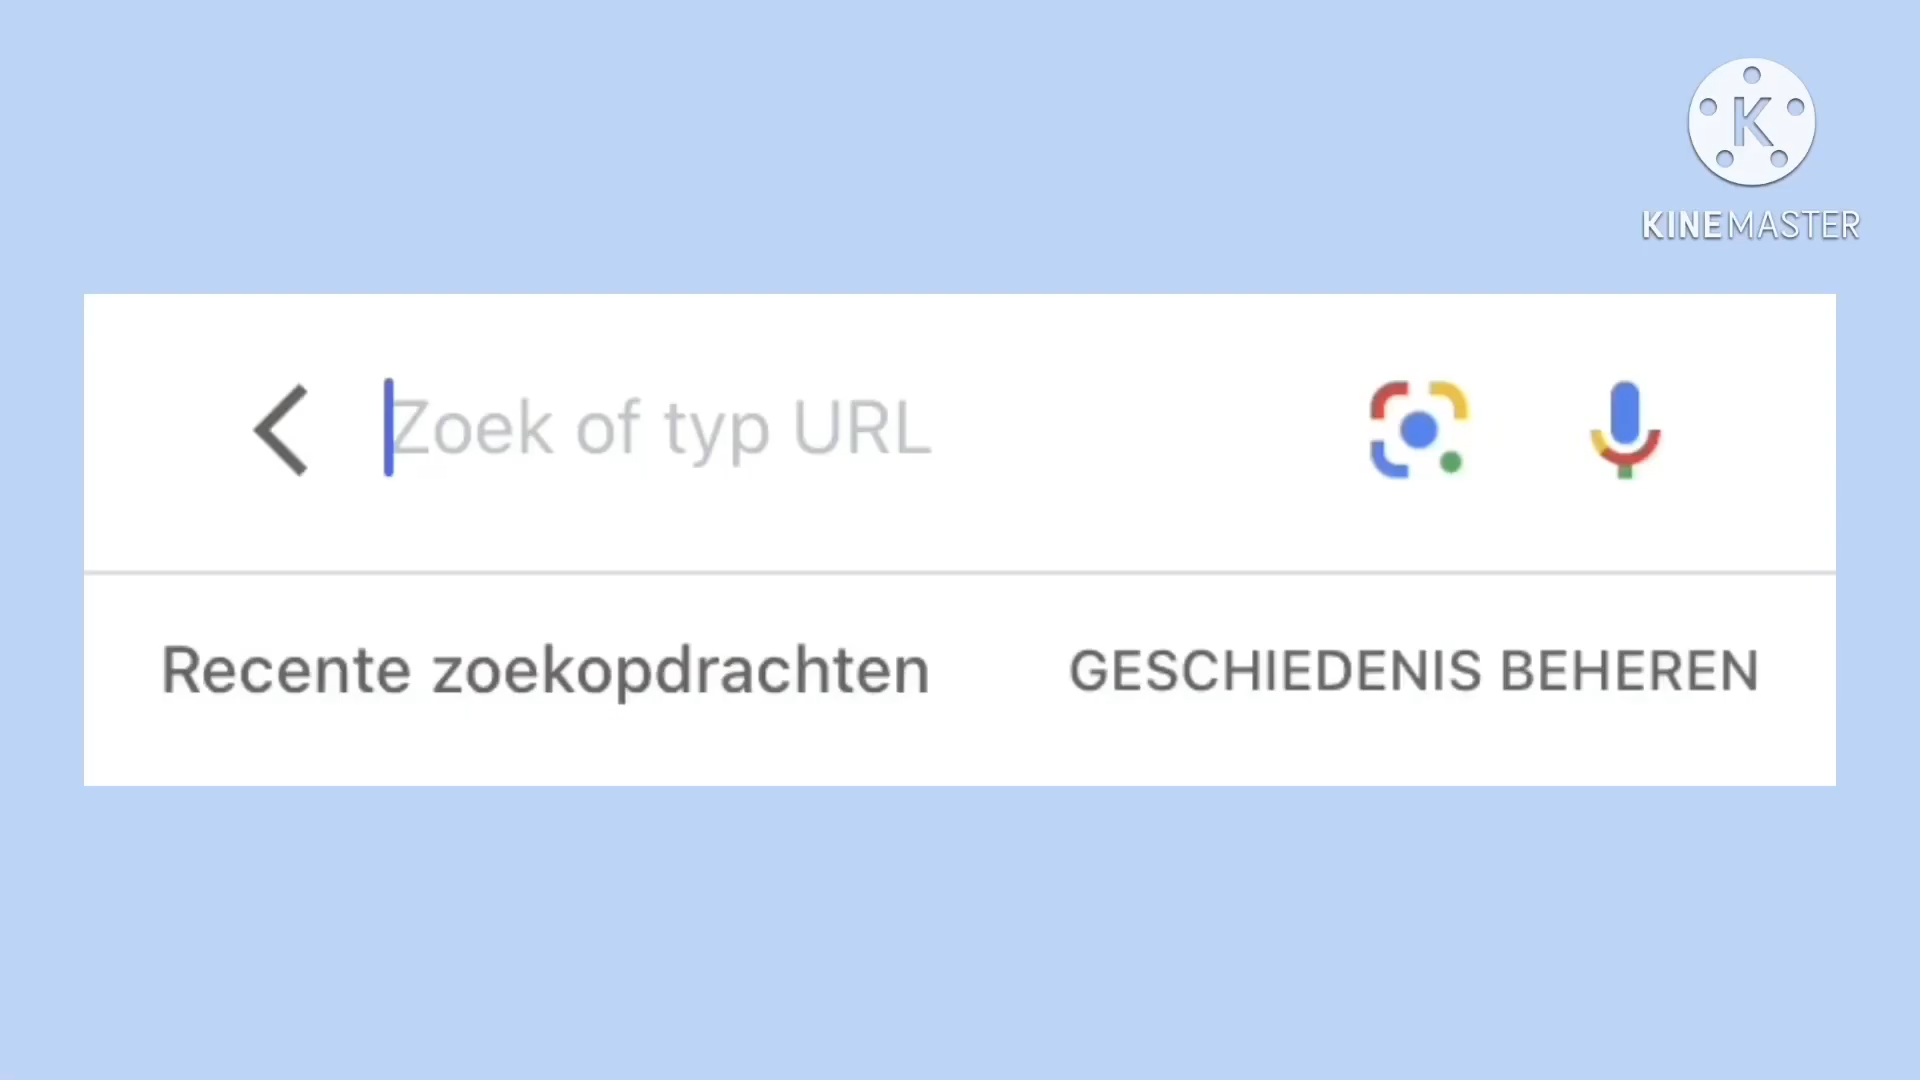 K
KINEMASTER
Zoek of typ URL
Recente zoekopdrachten GESCHIEDENIS BEHEREN